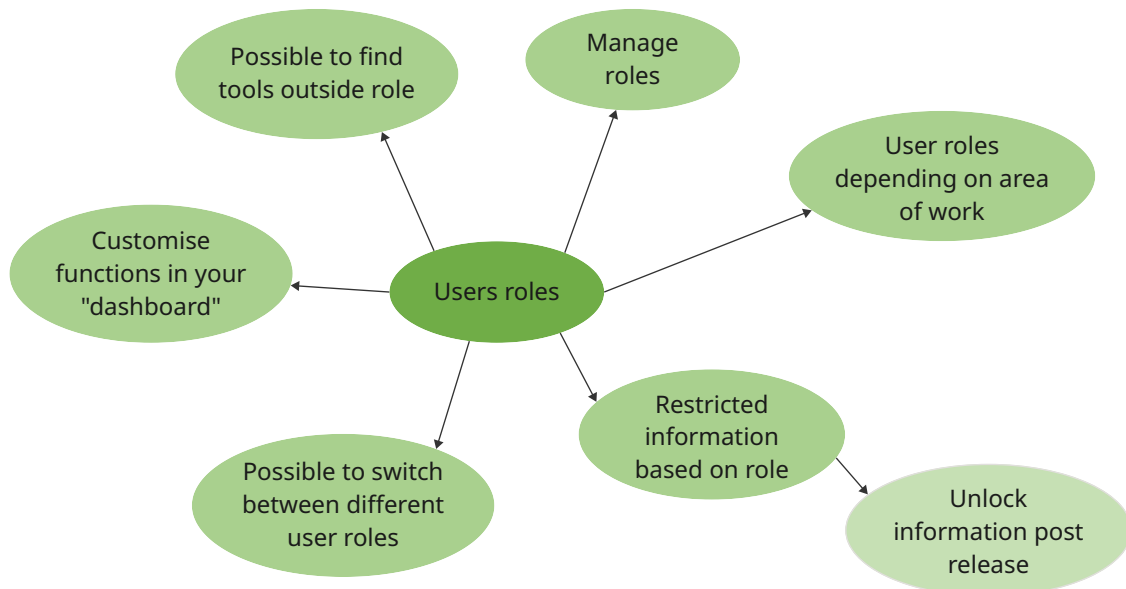 Possible to find
tools outside role
Manage
roles
User roles
depending on area
of work
Customise
functions in your
"dashboard"
Users roles
Restricted
information
based on role
Possible to switch
between different
user roles
Unlock
information post
release